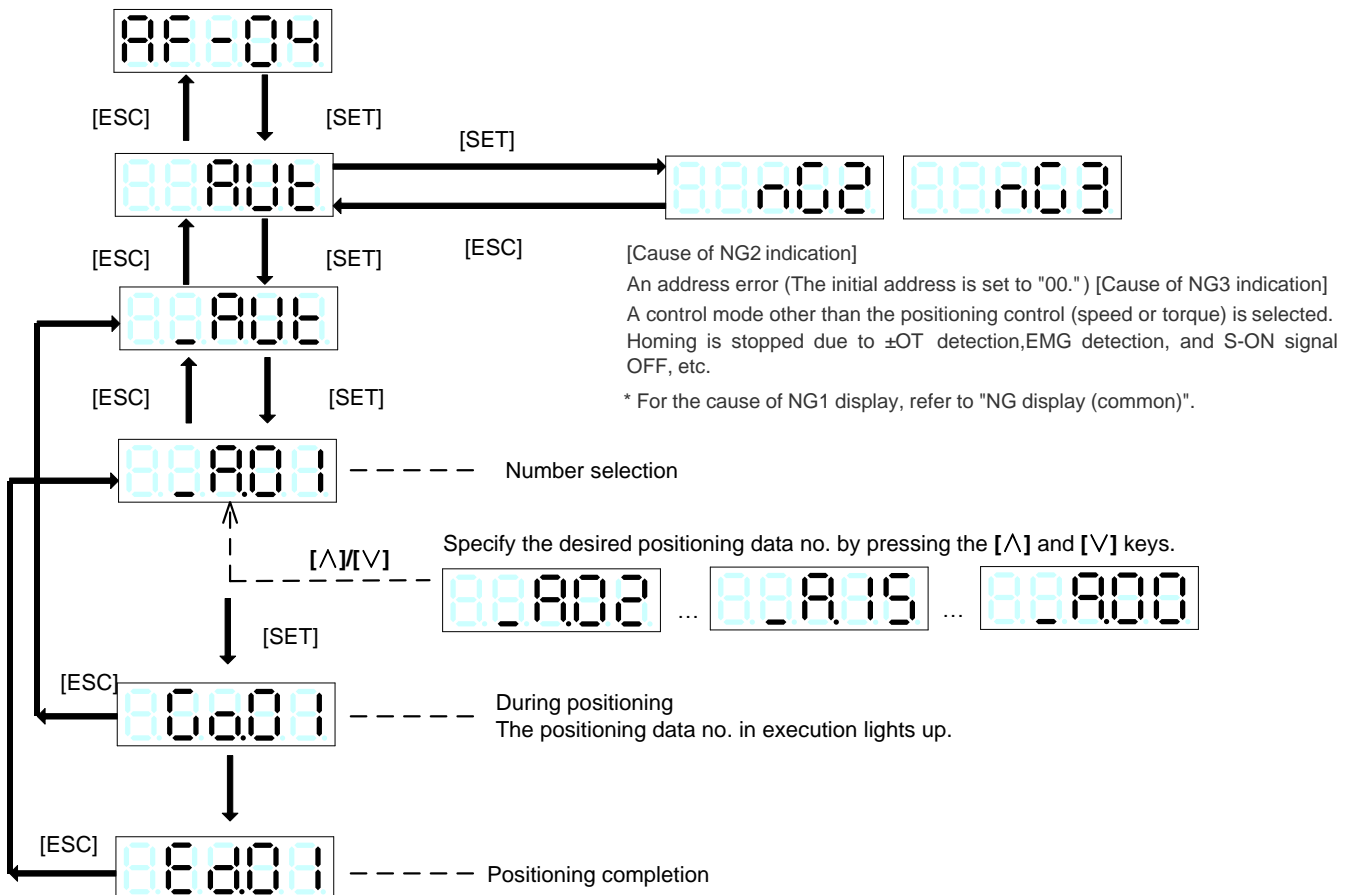 AF-04
[ESC]
[SET]
[SET]
AUt
nG2
nG3
[ESC]
[ESC]
[SET]
[Cause of NG2 indication]
An address error (The initial address is set to "00.") [Cause of NG3 indication]
A control mode other than the positioning control (speed or torque) is selected.
Homing is stopped due to ±OT detection,EMG detection, and S-ON signal
OFF, etc.
* For the cause of NG1 display, refer to "NG display (common)".
_AUt
[ESC]
[SET]
_A.01
Number selection
[∧]/[∨]
Specify the desired positioning data no. by pressing the [∧] and [∨] keys.
_A.02 ... _A.15 ... _A.00
[SET]
[ESC]
Go.01
During positioning
The positioning data no. in execution lights up.
[ESC]
Ed.01
Positioning completion